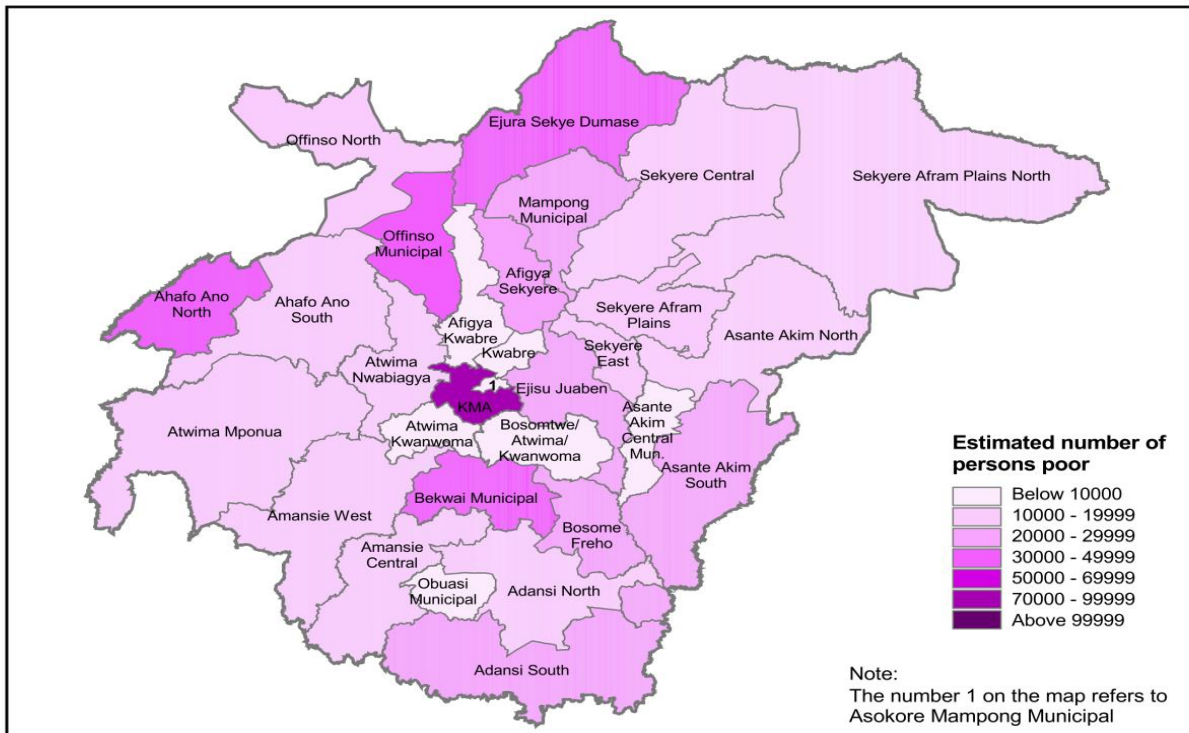 Offinso North
Ejura Sekye Dumase
Sekyere Central
Sekyere Afram Plains North
Mampong
Municipal
Offinso
Municipal
Afigya
Sekyere
Ahafo Ano
North
Ahafo Ano
South
Sekyere Afram
Plains
Asante Akim North
Afigya
Kwabre
Kwabre
Sekyere
East
Atwima
Nwabiagya
1
Ejisu Juaben
KMA
Asante
Akim
Central
Mun.
Atwima
Kwanwoma
Bosomtwe/
Atwima/
Kwanwoma
Atwima Mponua
Asante Akim
South
Bekwai Municipal
Amansie West
Bosome
Freho
Amansie
Central
Obuasi
Municipal
Adansi North
Adansi South
Estimated number of
persons poor
Below 10000
10000 - 19999
20000 - 29999
30000 - 49999
50000 - 69999
70000 - 99999
Above 99999
Note:
The number 1 on the map refers to
Asokore Mampong Municipal